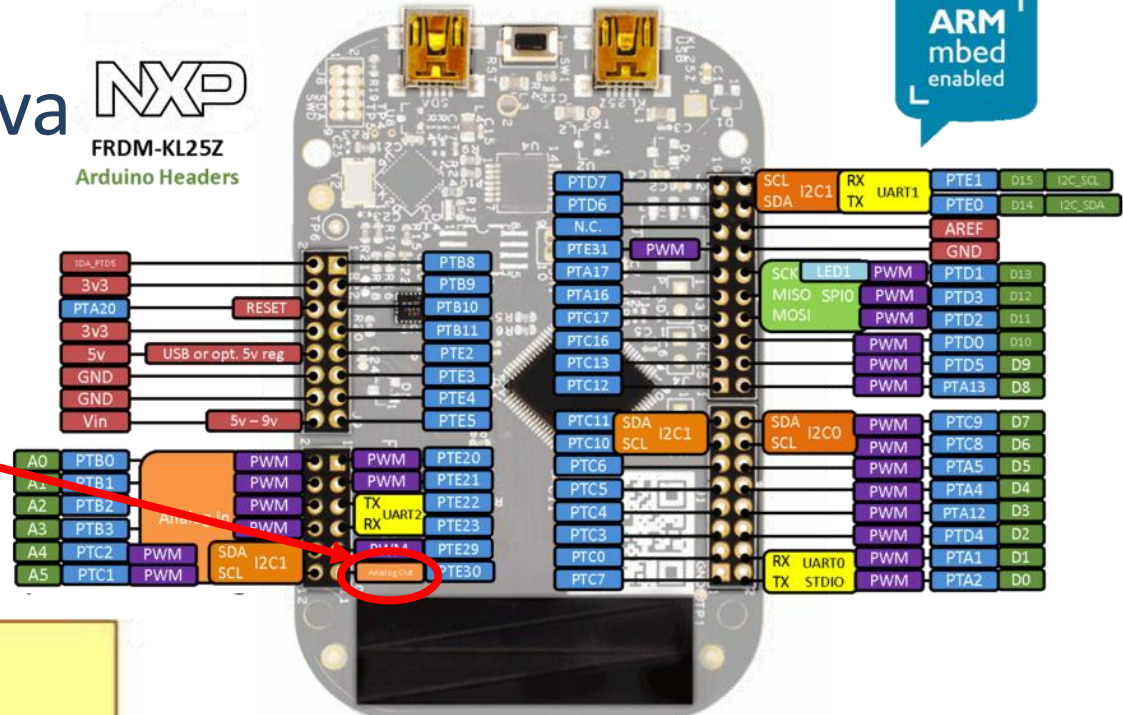 va
NXP
FRDM-KL25Z
Arduino Headers
ARM
mbed
enabled
SDA_PTD5
3v3
PTA20 RESET
3v3
5v USB or opt. 5v reg
GND
GND
Vin 5v – 9v
PTB8
PTB9
PTB10
PTB11
PTE2
PTE3
PTE4
PTE5
A0 PTB0 PWM
A1 PTB1 PWM
A2 PTB2 PWM
A3 PTB3 PWM
Analog In
A4 PTC2 PWM SDA
I2C1
A5 PTC1 PWM SCL
PWM PTE20
PWM PTE21
TX PTE22
UART2
RX PTE23
PWM PTE29
Analog Out PTE30
PTD7
PTD6
N.C.
PTE31 PWM
PTA17
PTA16
PTC17
PTC16
PTC13
PTC12
PTC11 SDA
I2C1
PTC10 SCL
PTC6
PTC5
PTC4
PTC3
PTC0
PTC7
SCL I2C1 RX UART1 PTE1 D15 I2C_SCL
SDA TX PTE0 D14 I2C_SDA
AREF
GND
SCK LED1 PWM PTD1 D13
MISO SPI0 PWM PTD3 D12
MOSI PWM PTD2 D11
PWM PTD0 D10
PWM PTD5 D9
PWM PTA13 D8
SDA I2C0 PWM PTC9 D7
SCL PWM PTC8 D6
PWM PTA5 D5
PWM PTA4 D4
PWM PTA12 D3
PWM PTD4 D2
RX UART0 PWM PTA1 D1
TX STDIO PWM PTA2 D0
RST
SW1
USB
KL25Z
U4
TP6